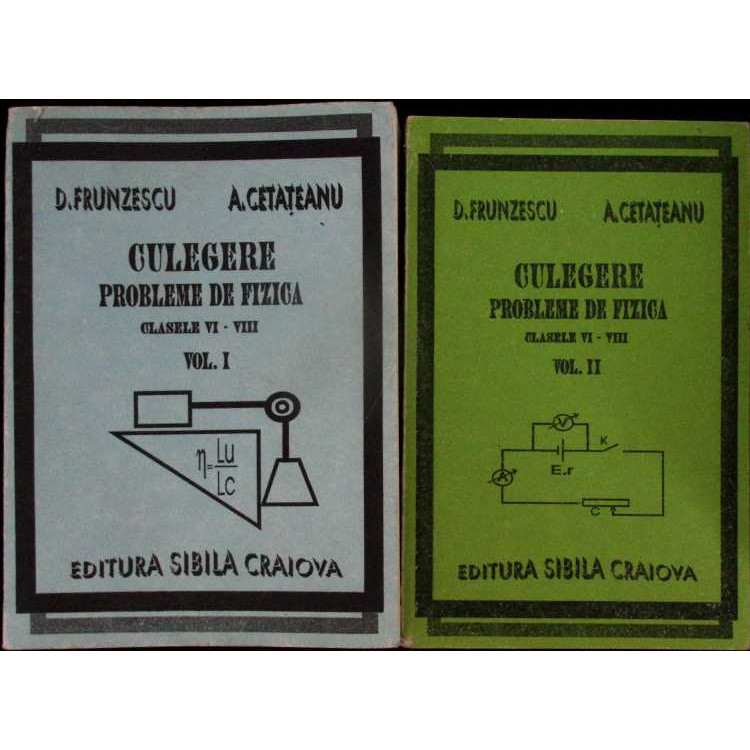 D.FRUNZESCU A.CETAȚEANU
CULEGERE
PROBLEME DE FIZICA
CLASELE VI - VIII
VOL. I
η=Lu/Lc
EDITURA SIBILA CRAIOVA
D.FRUNZESCU A.CETAȚEANU
CULEGERE
PROBLEME DE FIZICA
CLASELE VI - VIII
VOL. II
V
K
E.r
A
C
EDITURA SIBILA CRAIOVA